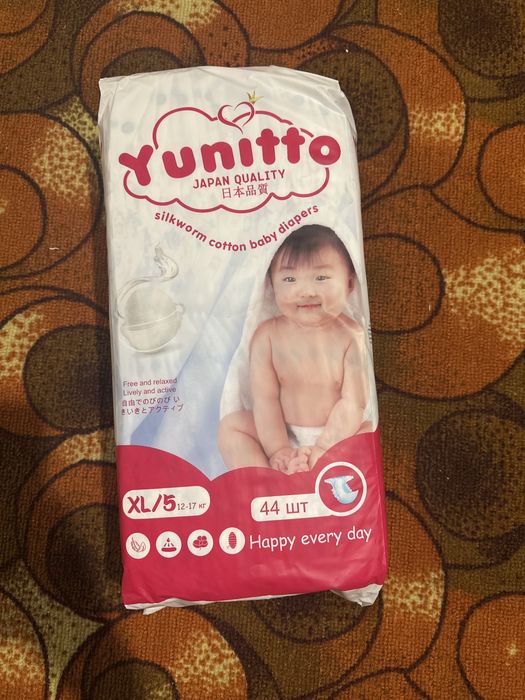 Yunitto
JAPAN QUALITY
日本品質
silkworm cotton baby diapers
Free and relaxed
Lively and active
自由でのびのび い
きいきとアクティブ
XL/5 12-17 кг
44 шт
Happy every day